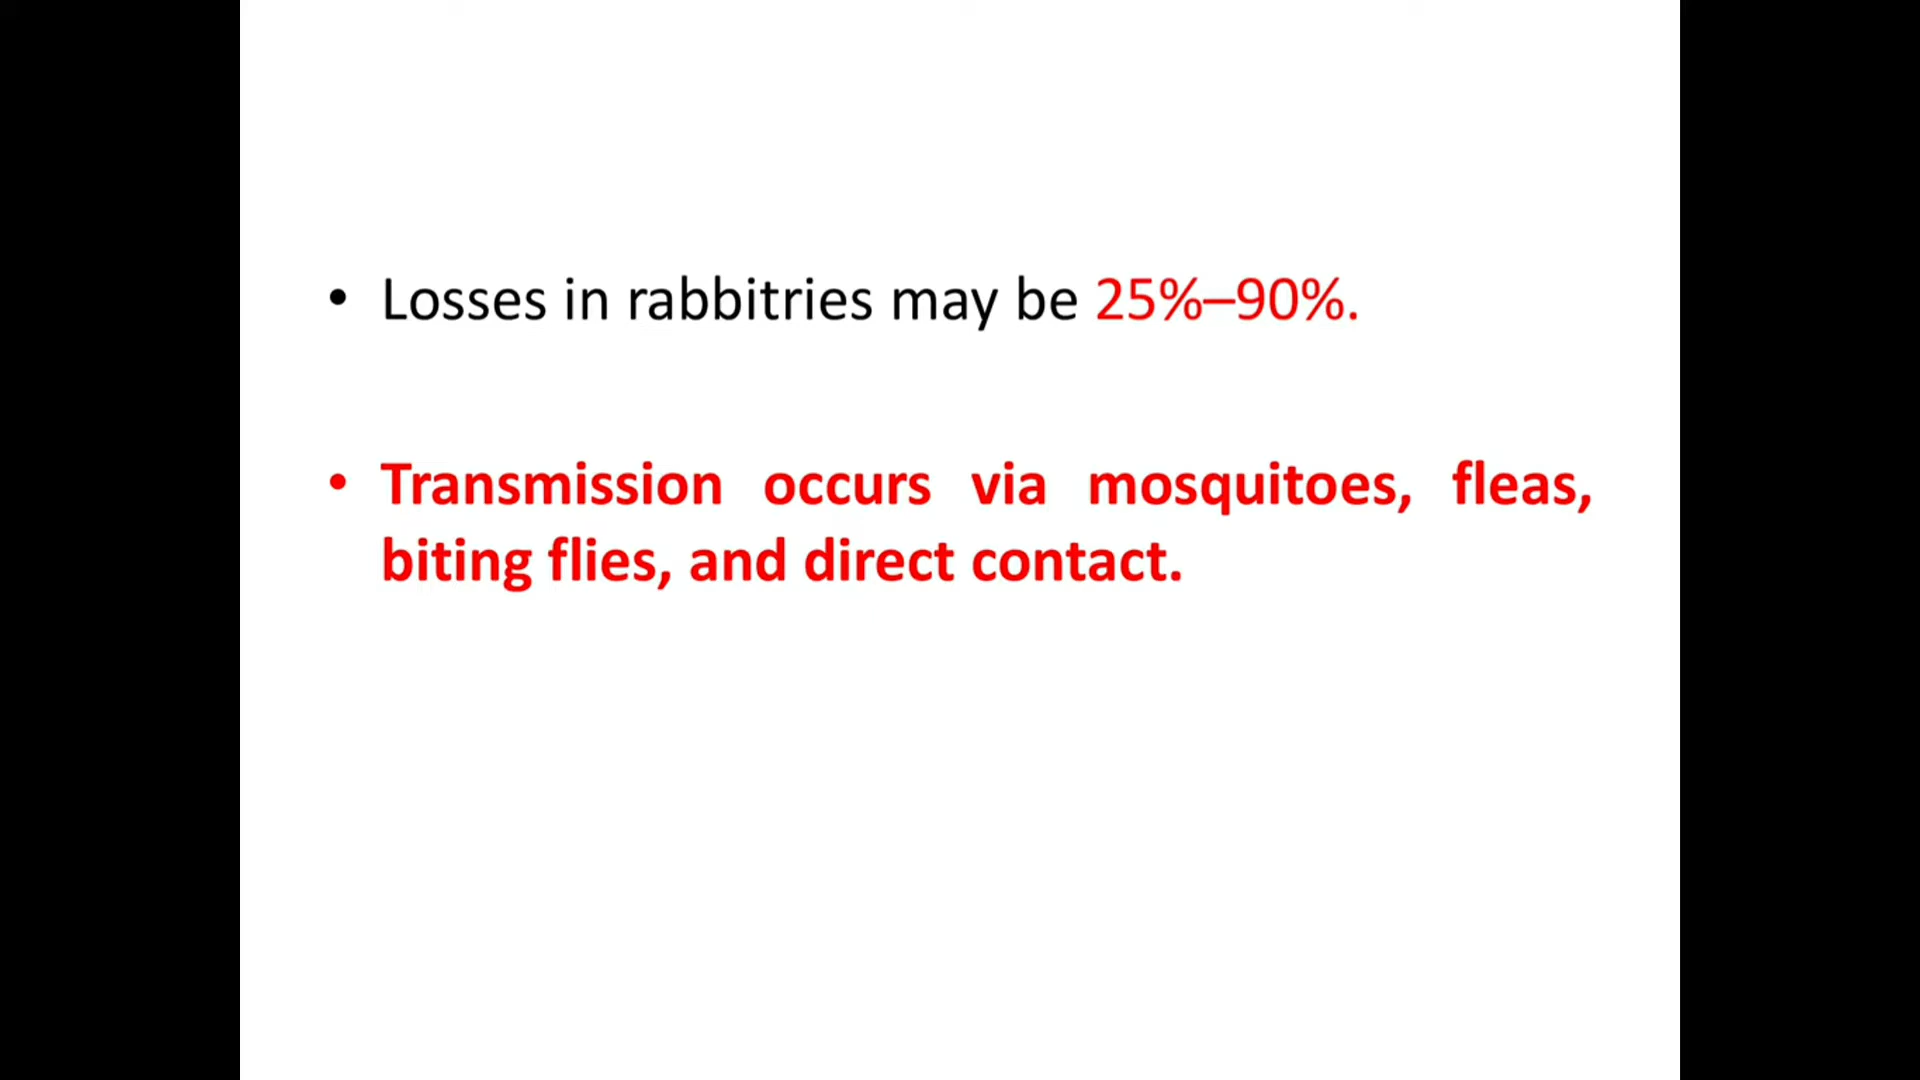 • Losses in rabbitries may be 25%–90%.
• Transmission occurs via mosquitoes, fleas,
biting flies, and direct contact.